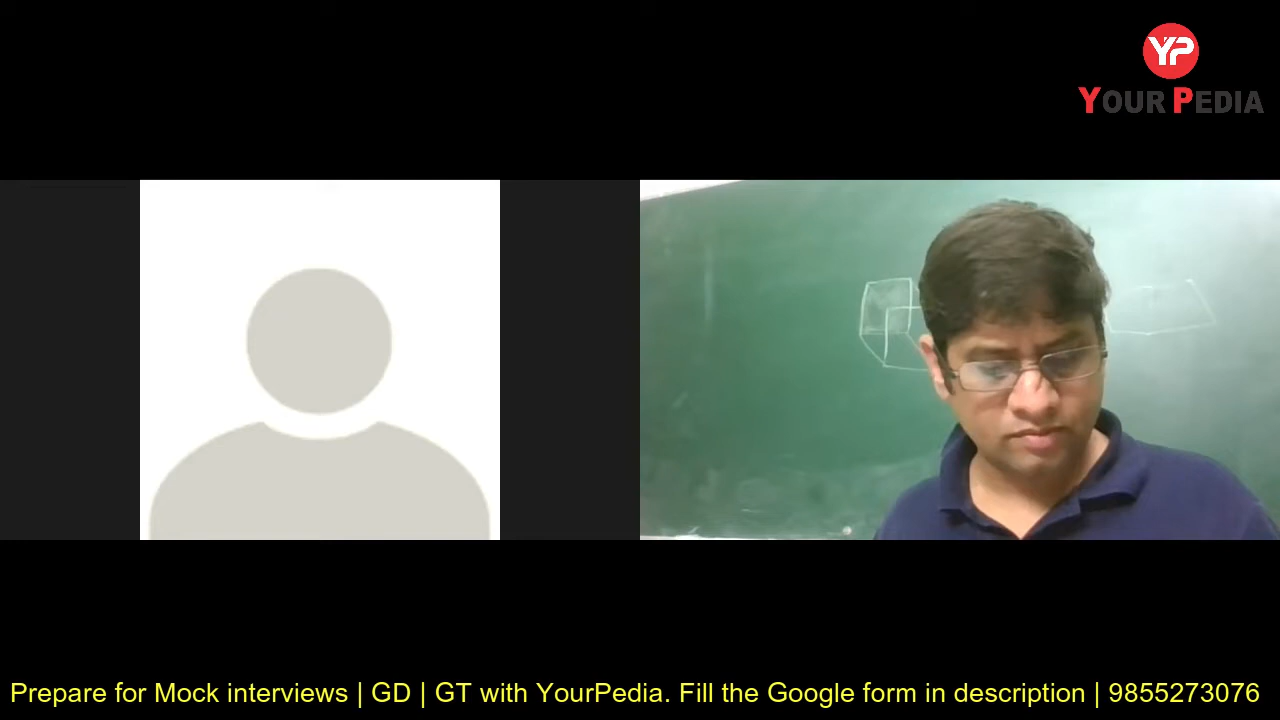 YP
YOUR PEDIA
Prepare for Mock interviews | GD | GT with YourPedia. Fill the Google form in description | 9855273076